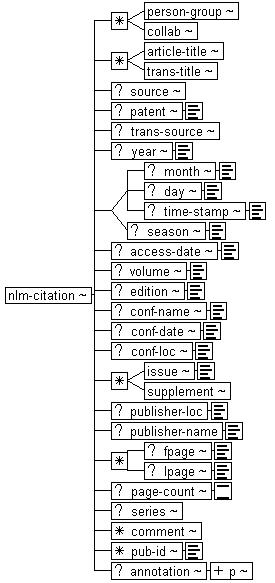 person-group ~
* collab ~
article-title ~
* trans-title ~
? source ~
? patent ~
? trans-source ~
? year ~
? month ~
? day ~
? time-stamp ~
? season ~
? access-date ~
? volume ~
nlm-citation ~
? edition ~
? conf-name ~
? conf-date ~
? conf-loc ~
issue ~
* supplement ~
? publisher-loc
? publisher-name
? fpage ~
* ? lpage ~
? page-count ~
? series ~
* comment ~
* pub-id ~
? annotation ~ + p ~